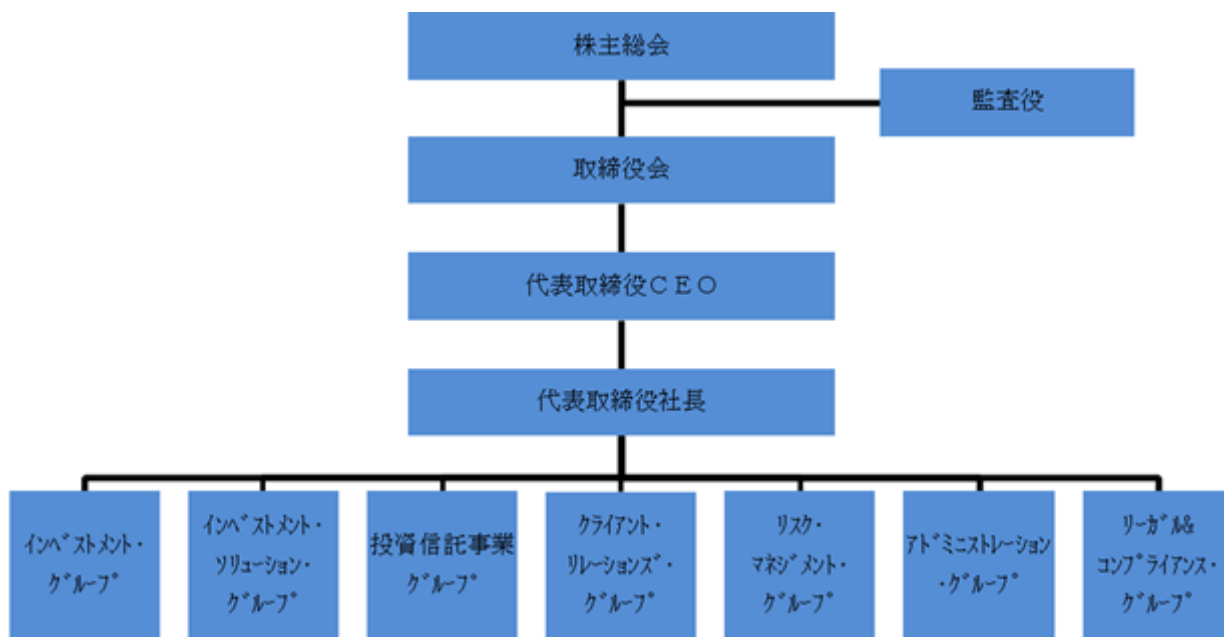 株主総会
監査役
取締役会
代表取締役ＣＥＯ
代表取締役社長
ｲﾝﾍﾞｽﾄﾒﾝﾄ・
ｸﾞﾙｰﾌﾟ
ｲﾝﾍﾞｽﾄﾒﾝﾄ・
ｿﾘｭｰｼｮﾝ・
ｸﾞﾙｰﾌﾟ
投資信託事業
ｸﾞﾙｰﾌﾟ
ｸﾗｲｱﾝﾄ・
ﾘﾚｰｼｮﾝｽﾞ・
ｸﾞﾙｰﾌﾟ
ﾘｽｸ・
ﾏﾈｼﾞﾒﾝﾄ・
ｸﾞﾙｰﾌﾟ
ｱﾄﾞﾐﾆｽﾄﾚｰｼｮﾝ
・ｸﾞﾙｰﾌﾟ
ﾘｰｶﾞﾙ&
ｺﾝﾌﾟﾗｲｱﾝｽ・
ｸﾞﾙｰﾌﾟ